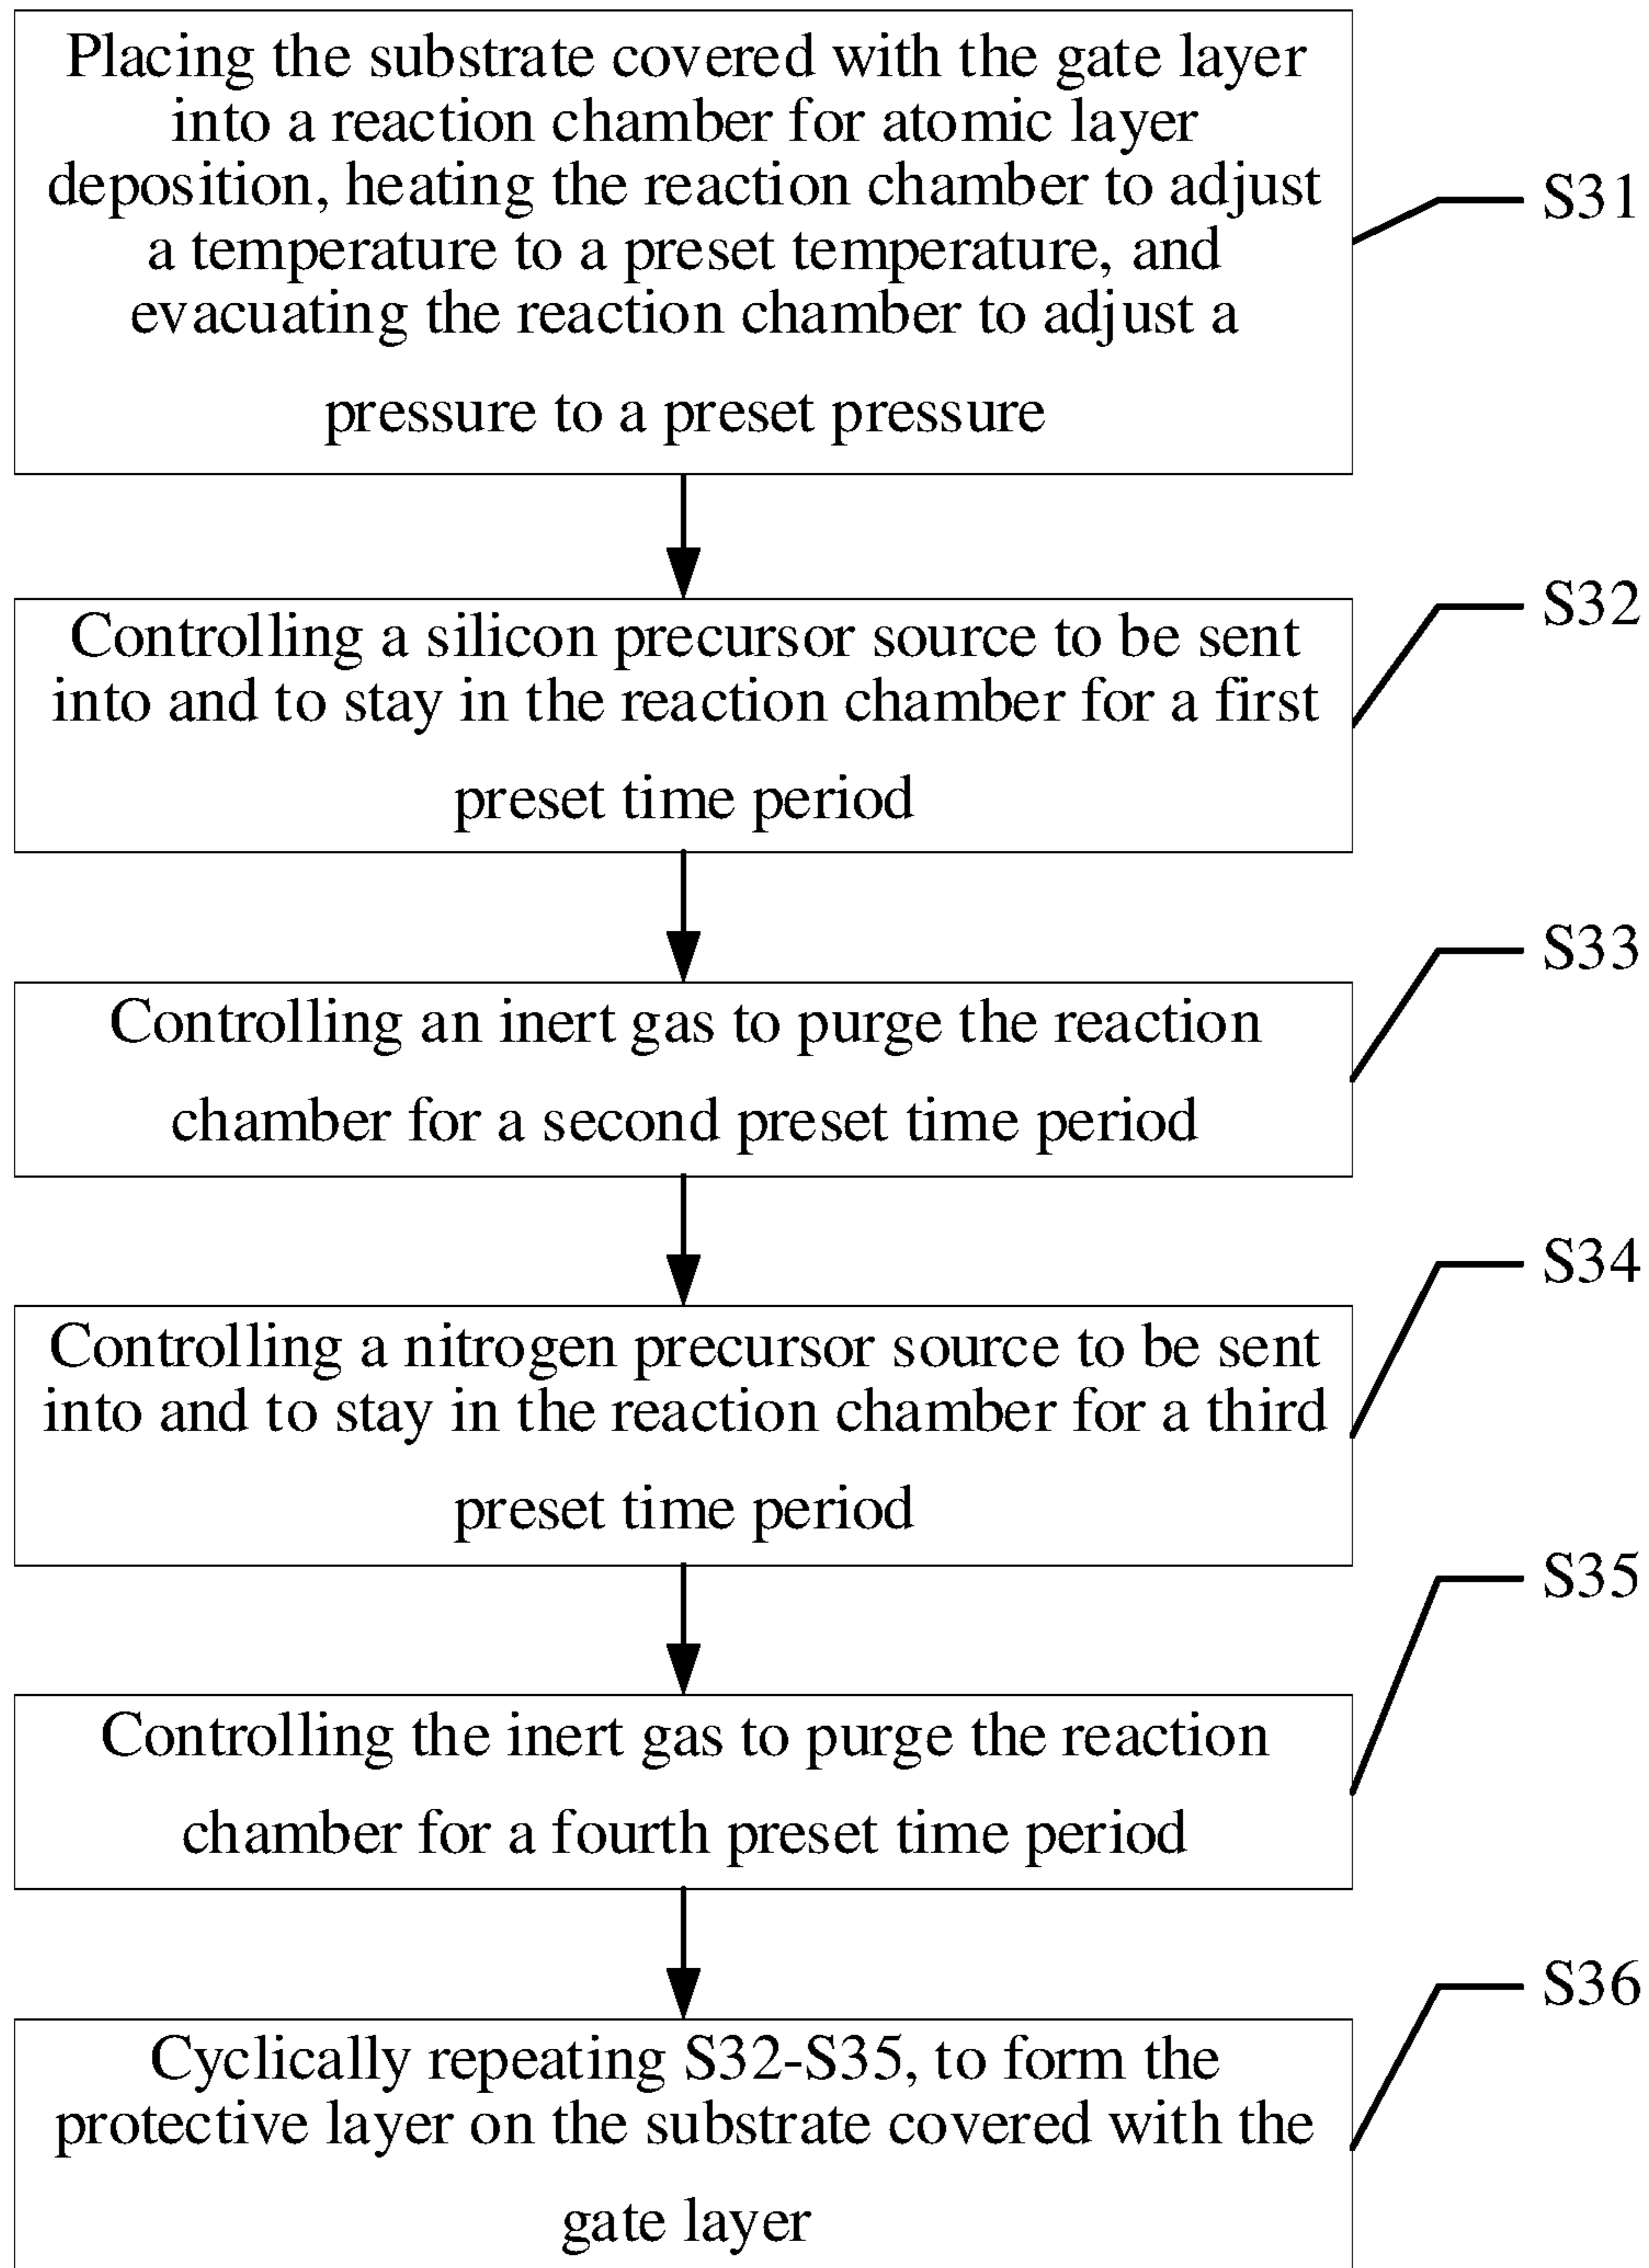 Placing the substrate covered with the gate layer
into a reaction chamber for atomic layer
deposition, heating the reaction chamber to adjust
a temperature to a preset temperature, and
evacuating the reaction chamber to adjust a
pressure to a preset pressure
S31
Controlling a silicon precursor source to be sent
into and to stay in the reaction chamber for a first
preset time period
S32
Controlling an inert gas to purge the reaction
chamber for a second preset time period
S33
Controlling a nitrogen precursor source to be sent
into and to stay in the reaction chamber for a third
preset time period
S34
Controlling the inert gas to purge the reaction
chamber for a fourth preset time period
S35
Cyclically repeating S32-S35, to form the
protective layer on the substrate covered with the
gate layer
S36